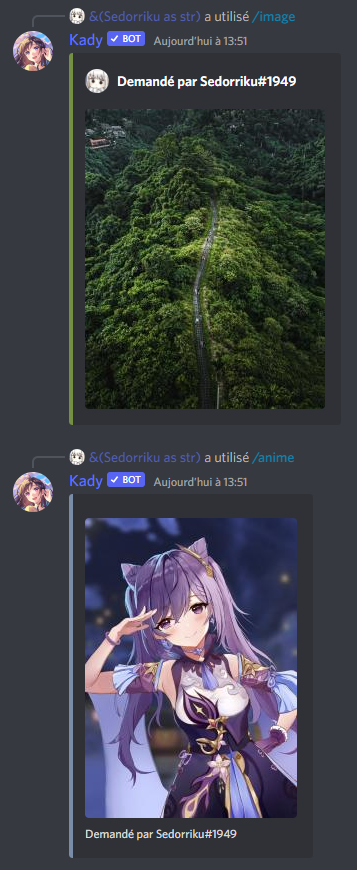 &(Sedorriku as str) a utilisé /image
Kady ✓ BOT Aujourd'hui à 13:51
Demandé par Sedorriku#1949
&(Sedorriku as str) a utilisé /anime
Kady ✓ BOT Aujourd'hui à 13:51
Demandé par Sedorriku#1949